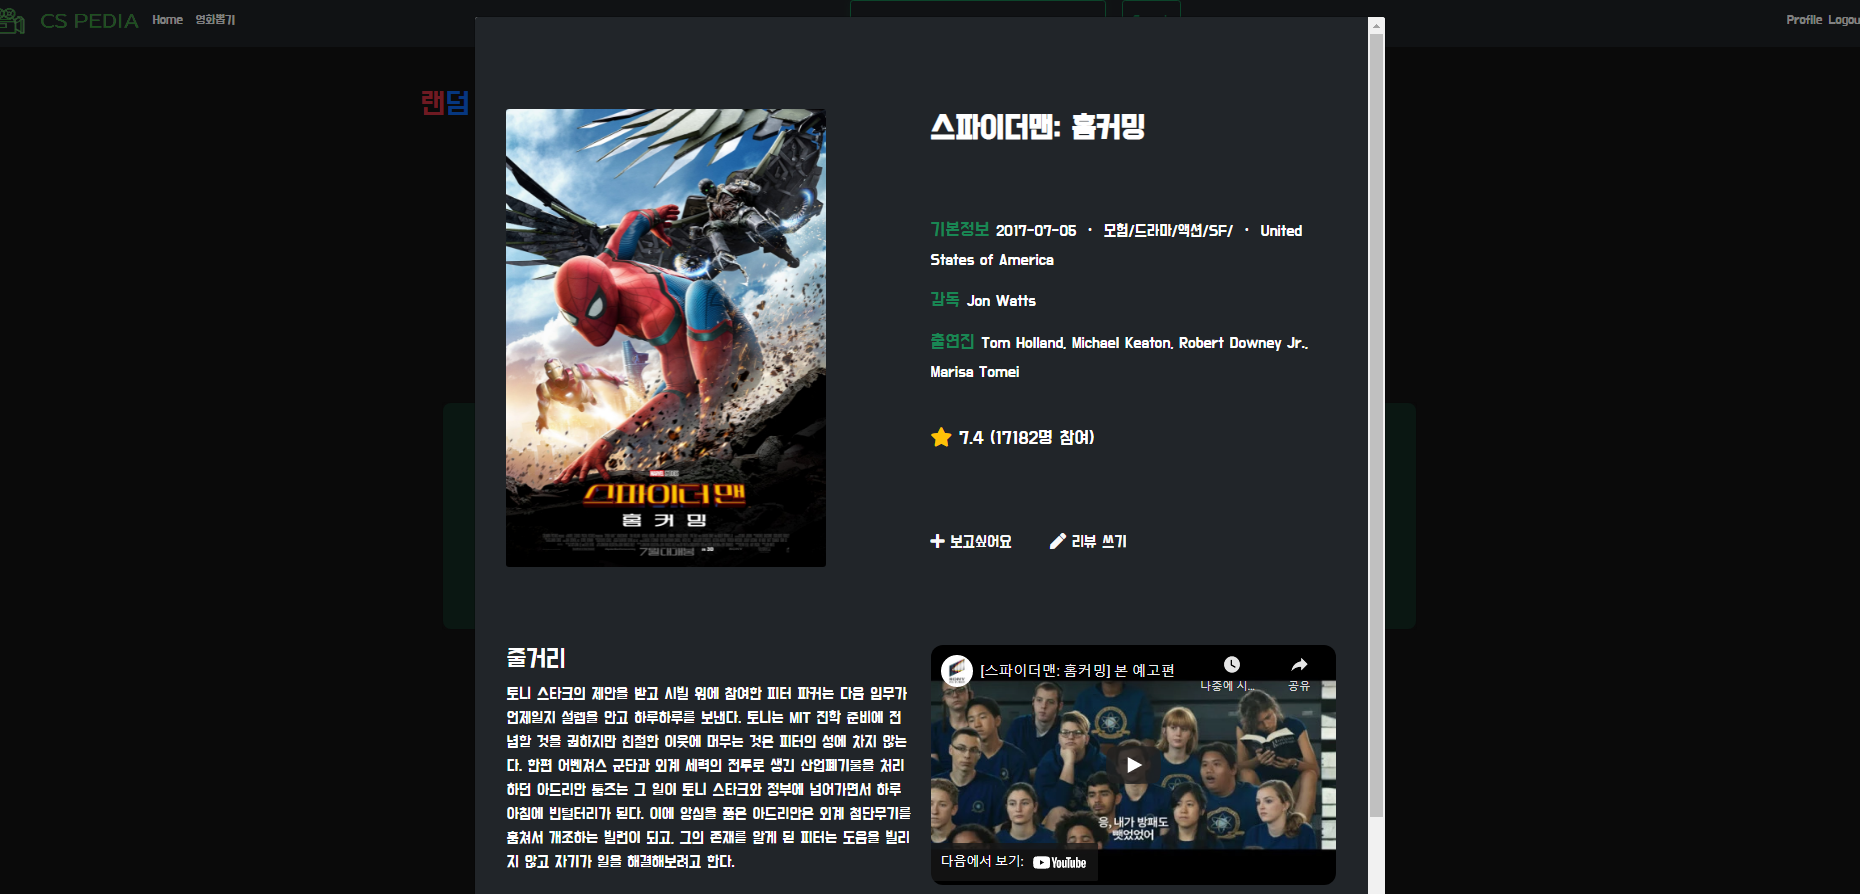 CS PEDIA Home 영화뽑기
Profile Logou
랜덤
스파이더맨: 홈커밍
기본정보 2017-07-05 · 모험/드라마/액션/SF/ · United
States of America
감독 Jon Watts
출연진 Tom Holland, Michael Keaton, Robert Downey Jr.,
Marisa Tomei
7.4 (17182명 참여)
보고싶어요 리뷰 쓰기
스파이더맨
홈커밍
줄거리
토니 스타크의 제안을 받고 시빌 워에 참여한 피터 파커는 다음 임무가
언제일지 설렘을 안고 하루하루를 보낸다. 토니는 MIT 진학 준비에 전
념할 것을 권하지만 친절한 이웃에 머무는 것은 피터의 성에 차지 않는
다. 한편 어벤져스 군단과 외계 세력의 전투로 생긴 산업폐기물을 처리
하던 아드리안 툼즈는 그 일이 토니 스타크와 정부에 넘어가면서 하루
아침에 빈털터리가 된다. 이에 앙심을 품은 아드리안은 외계 첨단무기를
훔쳐서 개조하는 빌런이 되고, 그의 존재를 알게 된 피터는 도움을 빌리
지 않고 자기가 일을 해결해보려고 한다.
[스파이더맨: 홈커밍] 본 예고편
나중에 시... 공유
응, 내가 방패도
뺏었었어
다음에서 보기: YouTube